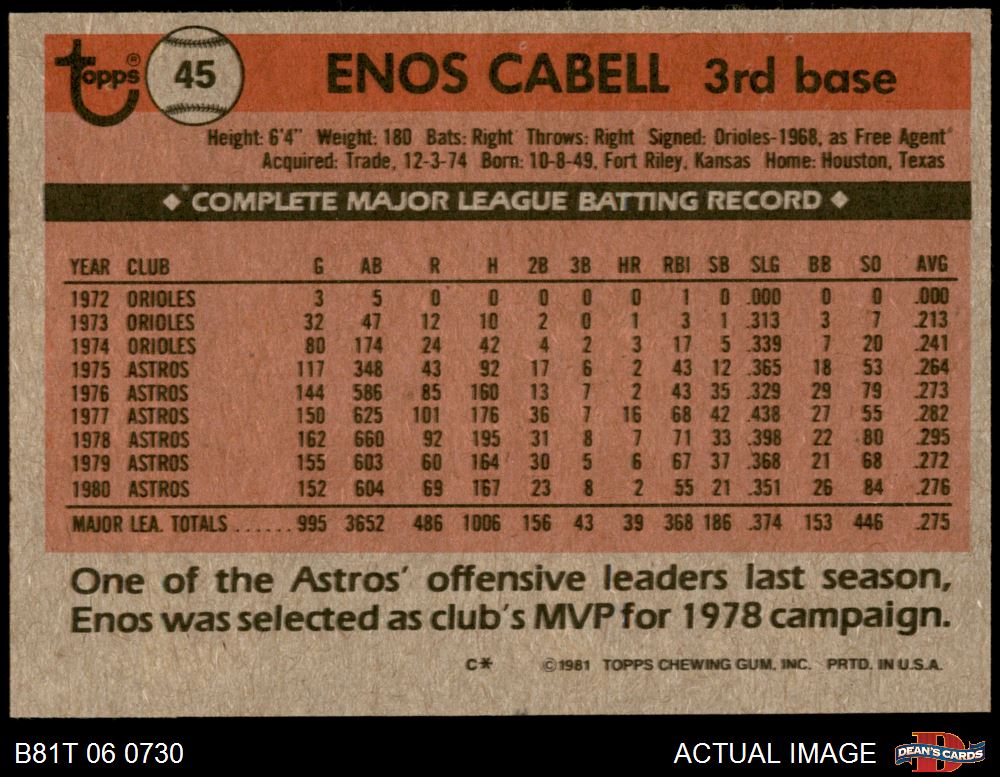 Topps® 45 ENOS CABELL 3rd base
Height: 6'4" Weight: 180 Bats: Right Throws: Right Signed: Orioles-1968, as Free Agent
Acquired: Trade, 12-3-74 Born: 10-8-49, Fort Riley, Kansas Home: Houston, Texas
◆ COMPLETE MAJOR LEAGUE BATTING RECORD ◆
YEAR CLUB G AB R H 2B 3B HR RBI SB SLG BB SO AVG
1972 ORIOLES 3 5 0 0 0 0 0 1 0 .000 0 0 .000
1973 ORIOLES 32 47 12 10 2 0 1 3 1 .313 3 7 .213
1974 ORIOLES 80 174 24 42 4 2 3 17 5 .339 7 20 .241
1975 ASTROS 117 348 43 92 17 6 2 43 12 .365 18 53 .264
1976 ASTROS 144 586 85 160 13 7 2 43 35 .329 29 79 .273
1977 ASTROS 150 625 101 176 36 7 16 68 42 .438 27 55 .282
1978 ASTROS 162 660 92 195 31 8 7 71 33 .398 22 80 .295
1979 ASTROS 155 603 60 164 30 5 6 67 37 .368 21 68 .272
1980 ASTROS 152 604 69 167 23 8 2 55 21 .351 26 84 .276
MAJOR LEA. TOTALS ...... 995 3652 486 1006 156 43 39 368 186 .374 153 446 .275
One of the Astros' offensive leaders last season,
Enos was selected as club's MVP for 1978 campaign.
C* ©1981 TOPPS CHEWING GUM, INC. PRTD. IN U.S.A.
B81T 06 0730 ACTUAL IMAGE DEAN'S CARDS